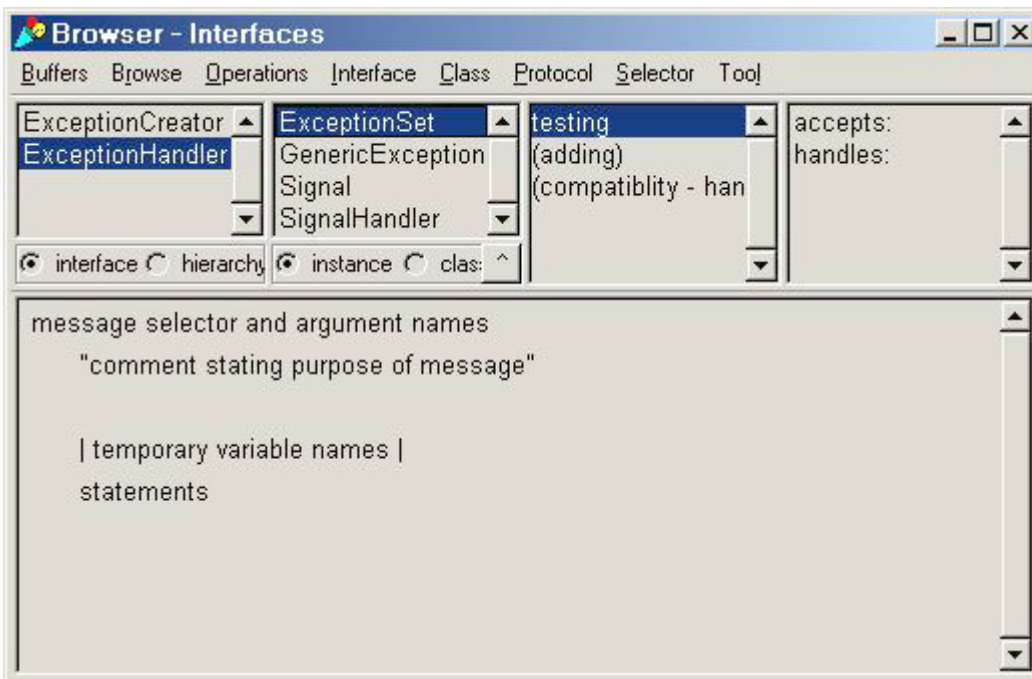 Browser - Interfaces
Buffers Browse Operations Interface Class Protocol Selector Tool
ExceptionCreator
ExceptionHandler
ExceptionSet
GenericException
Signal
SignalHandler
testing
(adding)
(compatiblity - han
accepts:
handles:
interface hierarchy
instance clas
message selector and argument names
"comment stating purpose of message"
| temporary variable names |
statements